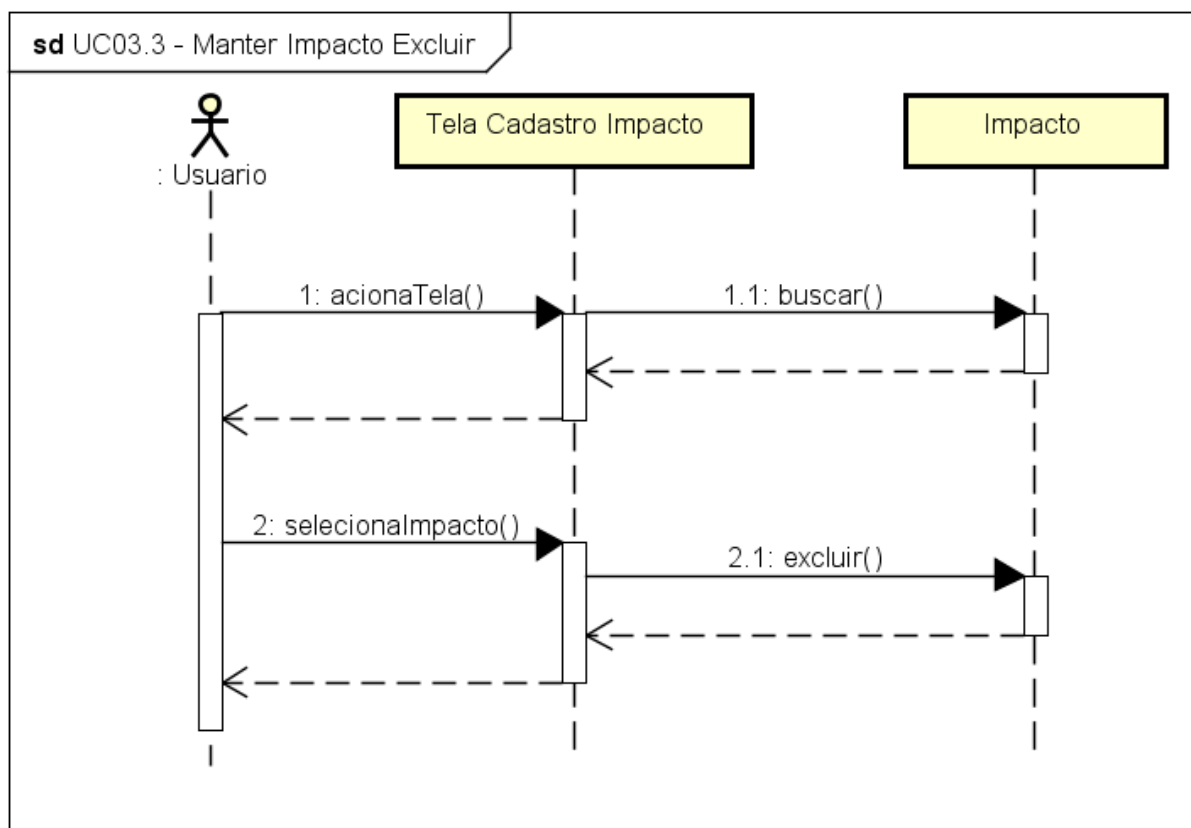 sd UC03.3 - Manter Impacto Excluir
Tela Cadastro Impacto
Impacto
: Usuario
1: acionaTela()
1.1: buscar()
2: selecionaImpacto()
2.1: excluir()